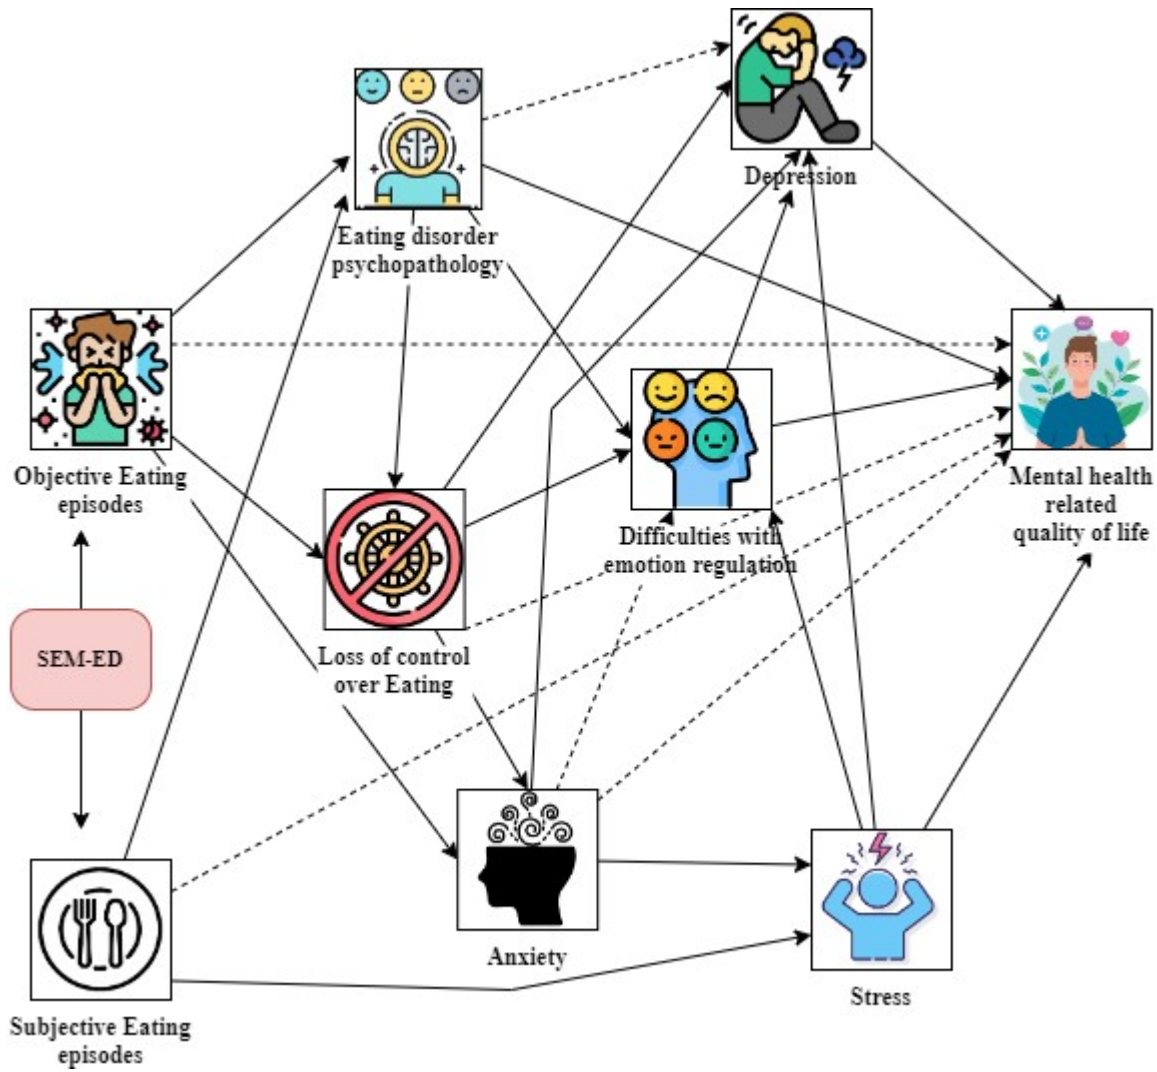 Depression
Eating disorder
psychopathology
Objective Eating
episodes
Mental health
related
quality of life
Difficulties with
emotion regulation
SEM-ED
Loss of control
over Eating
Anxiety
Stress
Subjective Eating
episodes